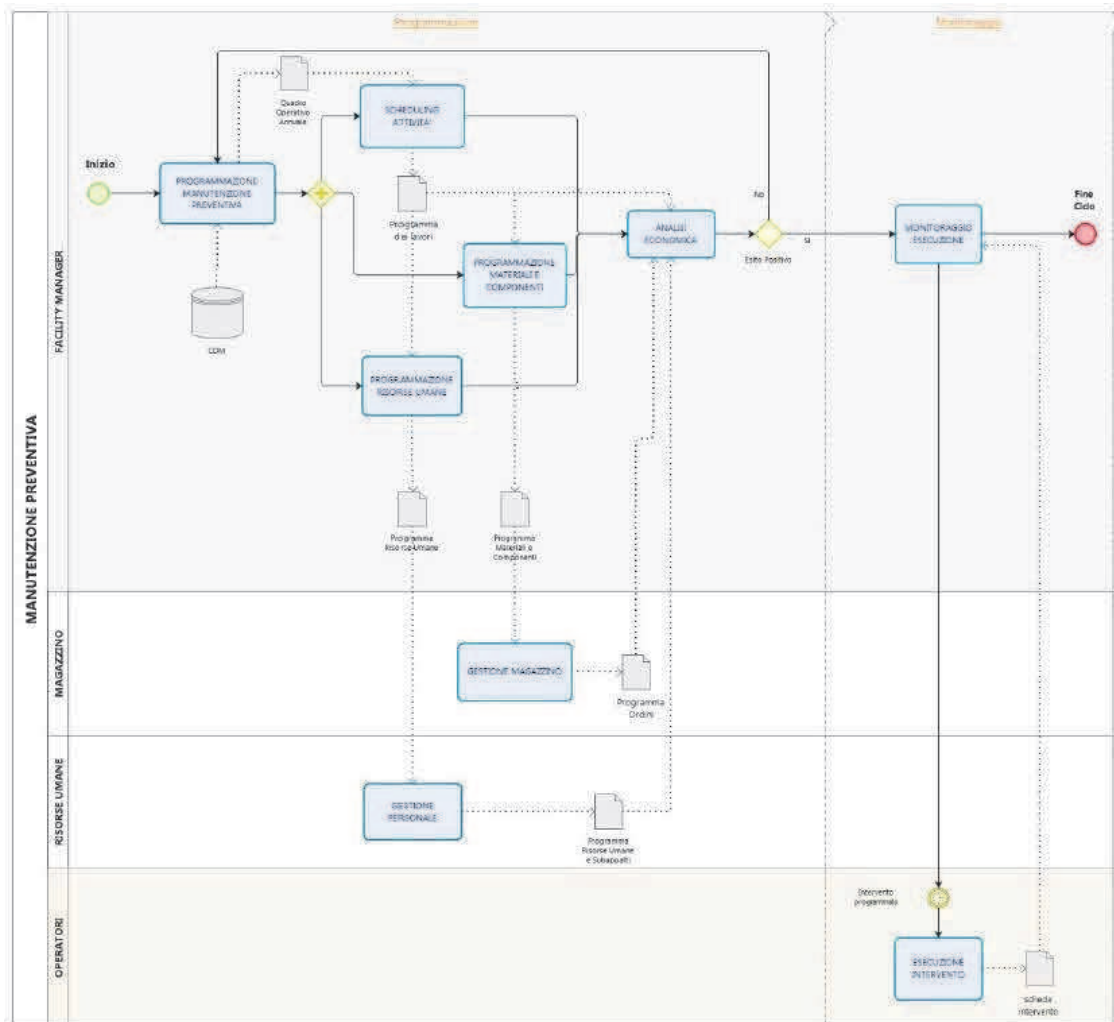 Programmazione
Monitoraggio
MANUTENZIONE PREVENTIVA
FACILITY MANAGER
Inizio
PROGRAMMAZIONE
MANUTENZIONE
PREVENTIVA
Quadro
Operativo
Annuale
SCHEDULING
ATTIVITA'
Programma
dei lavori
PROGRAMMAZIONE
MATERIALI E
COMPONENTI
PROGRAMMAZIONE
RISORSE UMANE
ANALISI
ECONOMICA
No
si
Esito Positivo
MONITORAGGIO
ESECUZIONE
Fine
Ciclo
Programma
Risorse Umane
Programma
Materiali e
Componenti
MAGAZZINO
GESTIONE MAGAZZINO
Programma
Ordini
RISORSE UMANE
GESTIONE
PERSONALE
Programma
Risorse Umane
e Subappalti
OPERATORI
Intervento
programmato
ESECUZIONE
INTERVENTO
scheda
intervento